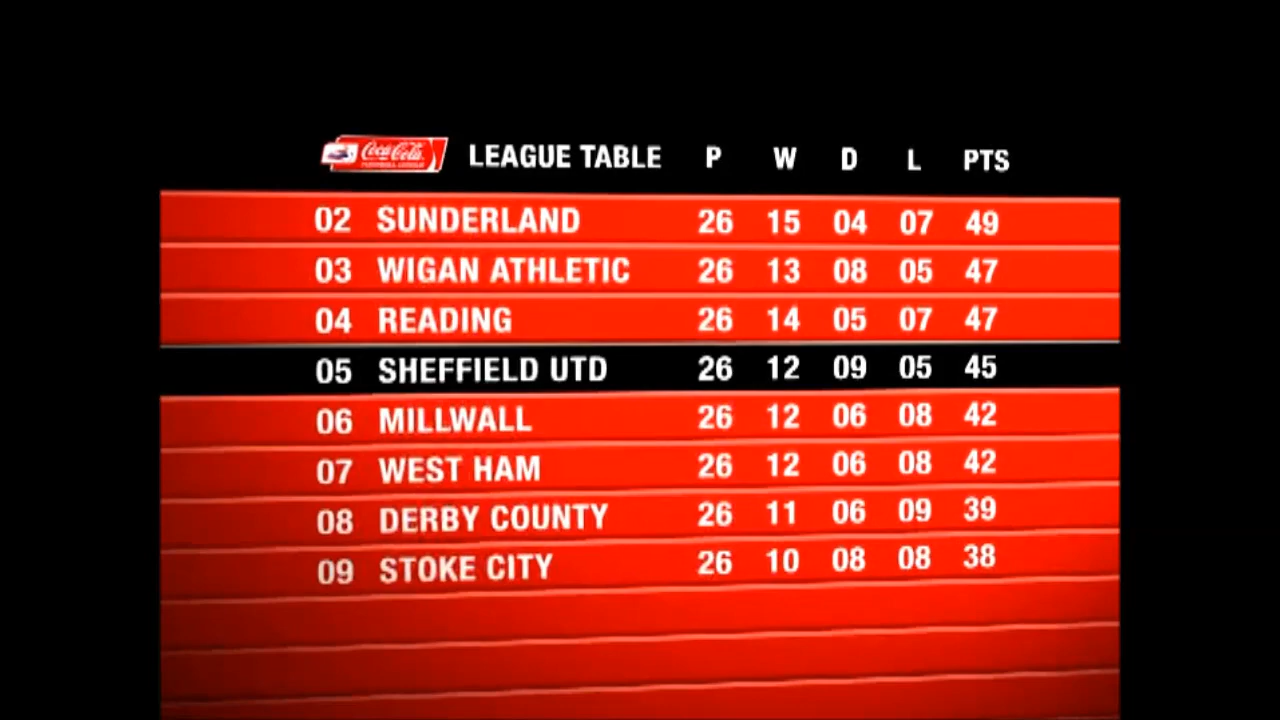 Coca-Cola LEAGUE TABLE P W D L PTS
02 SUNDERLAND 26 15 04 07 49
03 WIGAN ATHLETIC 26 13 08 05 47
04 READING 26 14 05 07 47
05 SHEFFIELD UTD 26 12 09 05 45
06 MILLWALL 26 12 06 08 42
07 WEST HAM 26 12 06 08 42
08 DERBY COUNTY 26 11 06 09 39
09 STOKE CITY 26 10 08 08 38